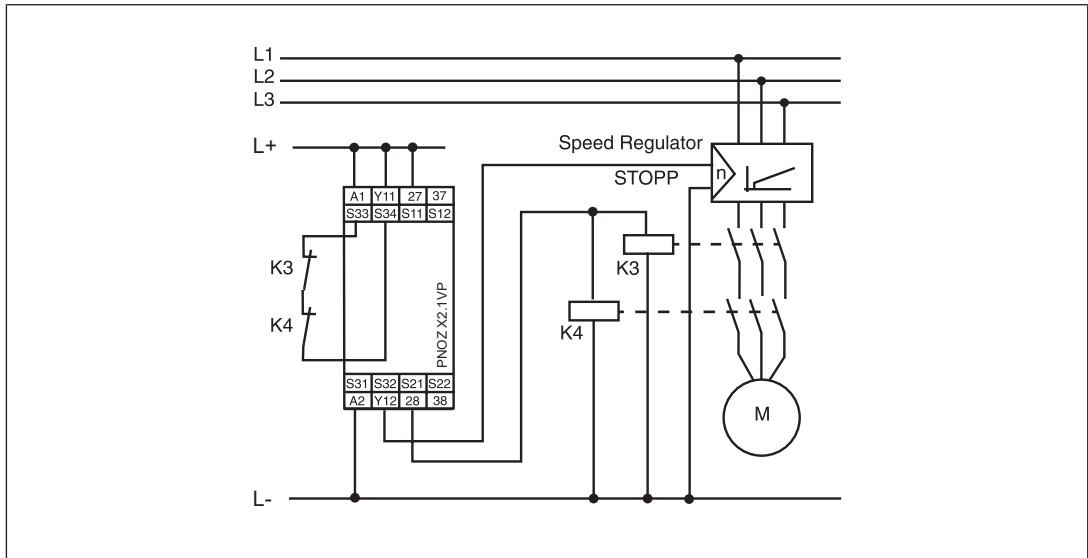 L1
L2
L3
L+
Speed Regulator
STOPP
n
A1 Y11 27 37
S33 S34 S11 S12
K3
K4
PNOZ X2.1VP
K3
K4
S31 S32 S21 S22
A2 Y12 28 38
M
L-